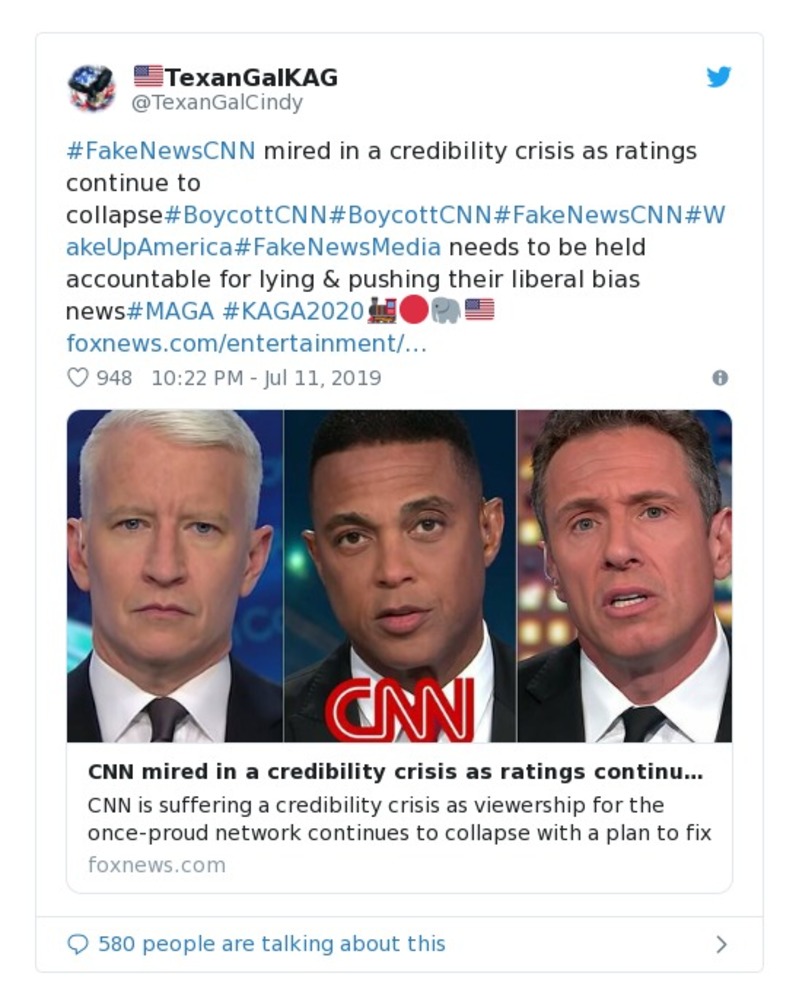 🇺🇸TexanGalKAG
@TexanGalCindy
#FakeNewsCNN mired in a credibility crisis as ratings
continue to
collapse#BoycottCNN#BoycottCNN#FakeNewsCNN#W
akeUpAmerica#FakeNewsMedia needs to be held
accountable for lying & pushing their liberal bias
news#MAGA #KAGA2020🚂🔴🐘🇺🇸
foxnews.com/entertainment/…
948 10:22 PM - Jul 11, 2019
CNN
CNN mired in a credibility crisis as ratings continu...
CNN is suffering a credibility crisis as viewership for the
once-proud network continues to collapse with a plan to fix
foxnews.com
580 people are talking about this